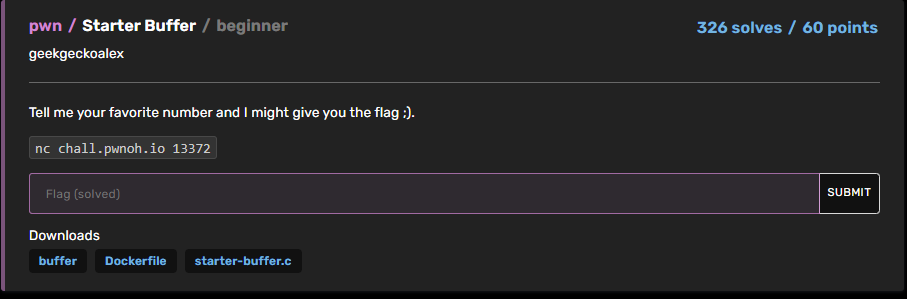 pwn / Starter Buffer / beginner
326 solves / 60 points
geekgeckoalex
Tell me your favorite number and I might give you the flag ;).
nc chall.pwnoh.io 13372
Flag (solved)
SUBMIT
Downloads
buffer
Dockerfile
starter-buffer.c